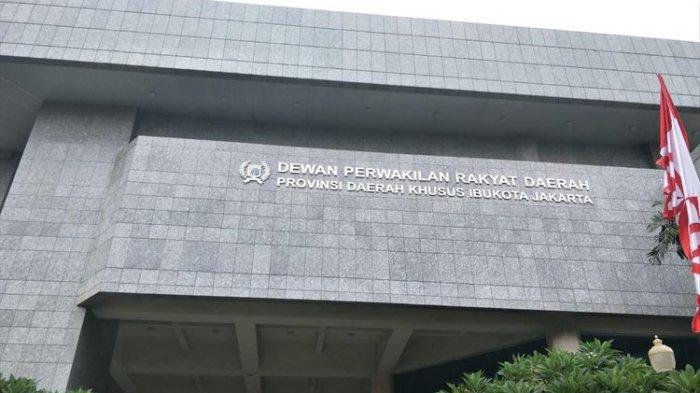 DEWAN PERWAKILAN RAKYAT DAERAH
PROVINSI DAERAH KHUSUS IBUKOTA JAKARTA